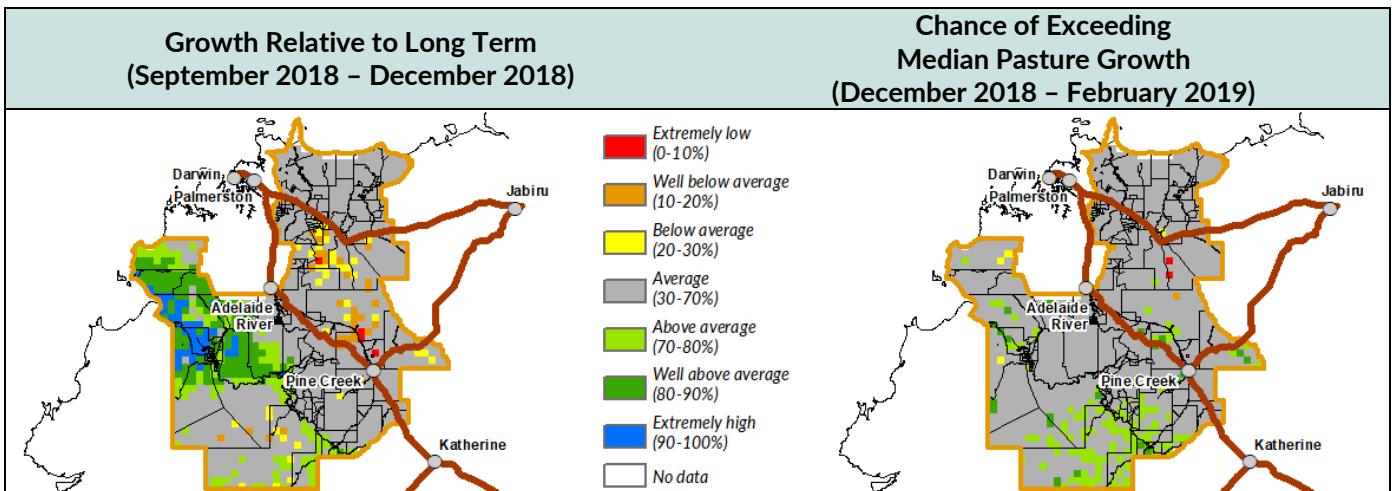 Growth Relative to Long Term
(September 2018 – December 2018)
Chance of Exceeding
Median Pasture Growth
(December 2018 – February 2019)
Darwin
Palmerston
Jabiru
Adelaide
River
Pine Creek
Katherine
Extremely low
(0-10%)
Well below average
(10-20%)
Below average
(20-30%)
Average
(30-70%)
Above average
(70-80%)
Well above average
(80-90%)
Extremely high
(90-100%)
No data
Darwin
Palmerston
Jabiru
Adelaide
River
Pine Creek
Katherine